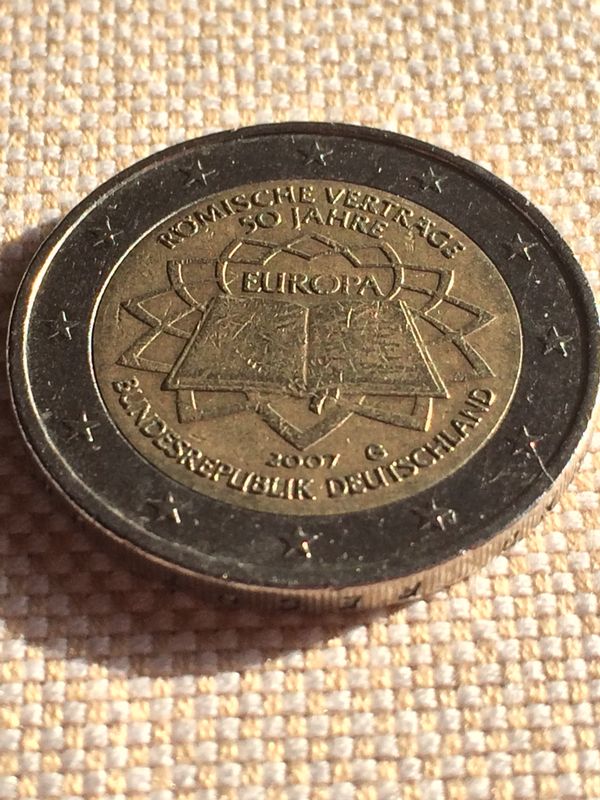 RÖMISCHE VERTRÄGE
50 JAHRE
EUROPA
2007 G
BUNDESREPUBLIK DEUTSCHLAND